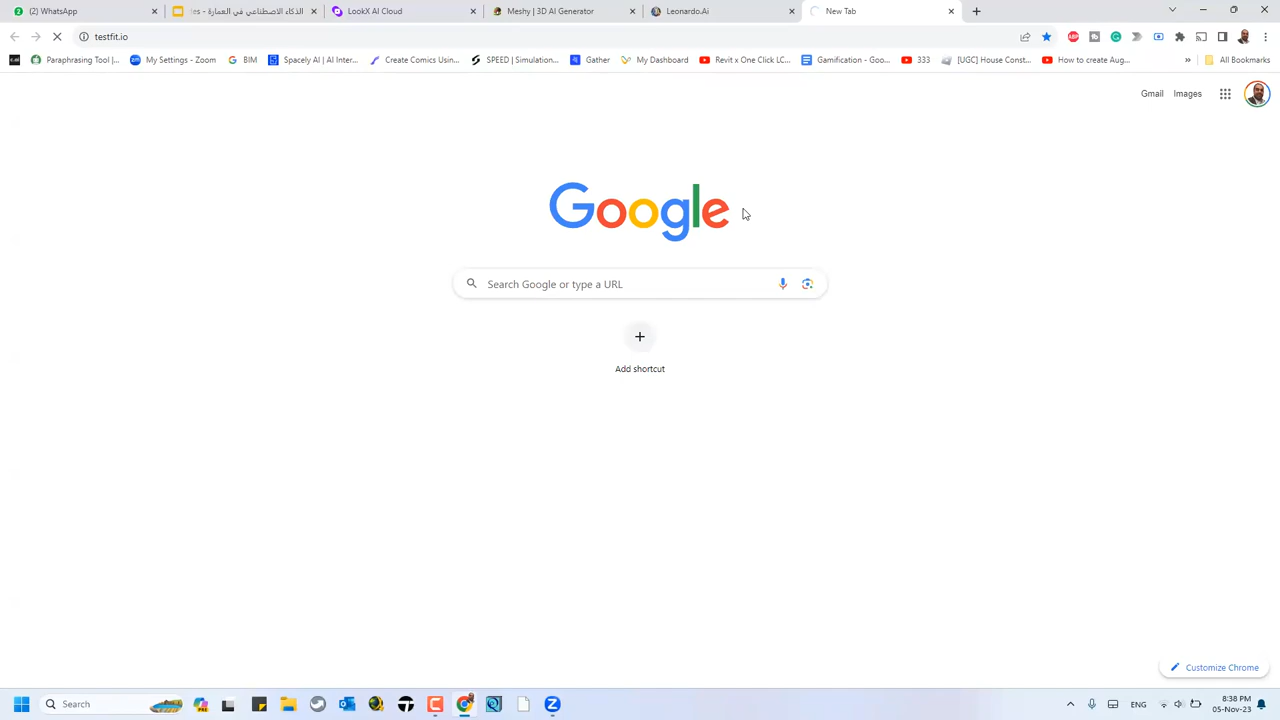 (2) WhatsApp
الذكاء الاصطناعي في العمارة - ies
LookX AI Cloud
Meshy | 3D AI Generator
Leonardo.Ai
New Tab
testfit.io
Paraphrasing Tool |...
My Settings - Zoom
BIM
Spacely AI | AI Inter...
Create Comics Usin...
SPEED | Simulation...
Gather
My Dashboard
Revit x One Click LC...
Gamification - Goo...
333
[UGC] House Const...
How to create Aug...
»
All Bookmarks
Gmail
Images
Google
Search Google or type a URL
Add shortcut
Customize Chrome
Search
ENG
8:38 PM
05-Nov-23